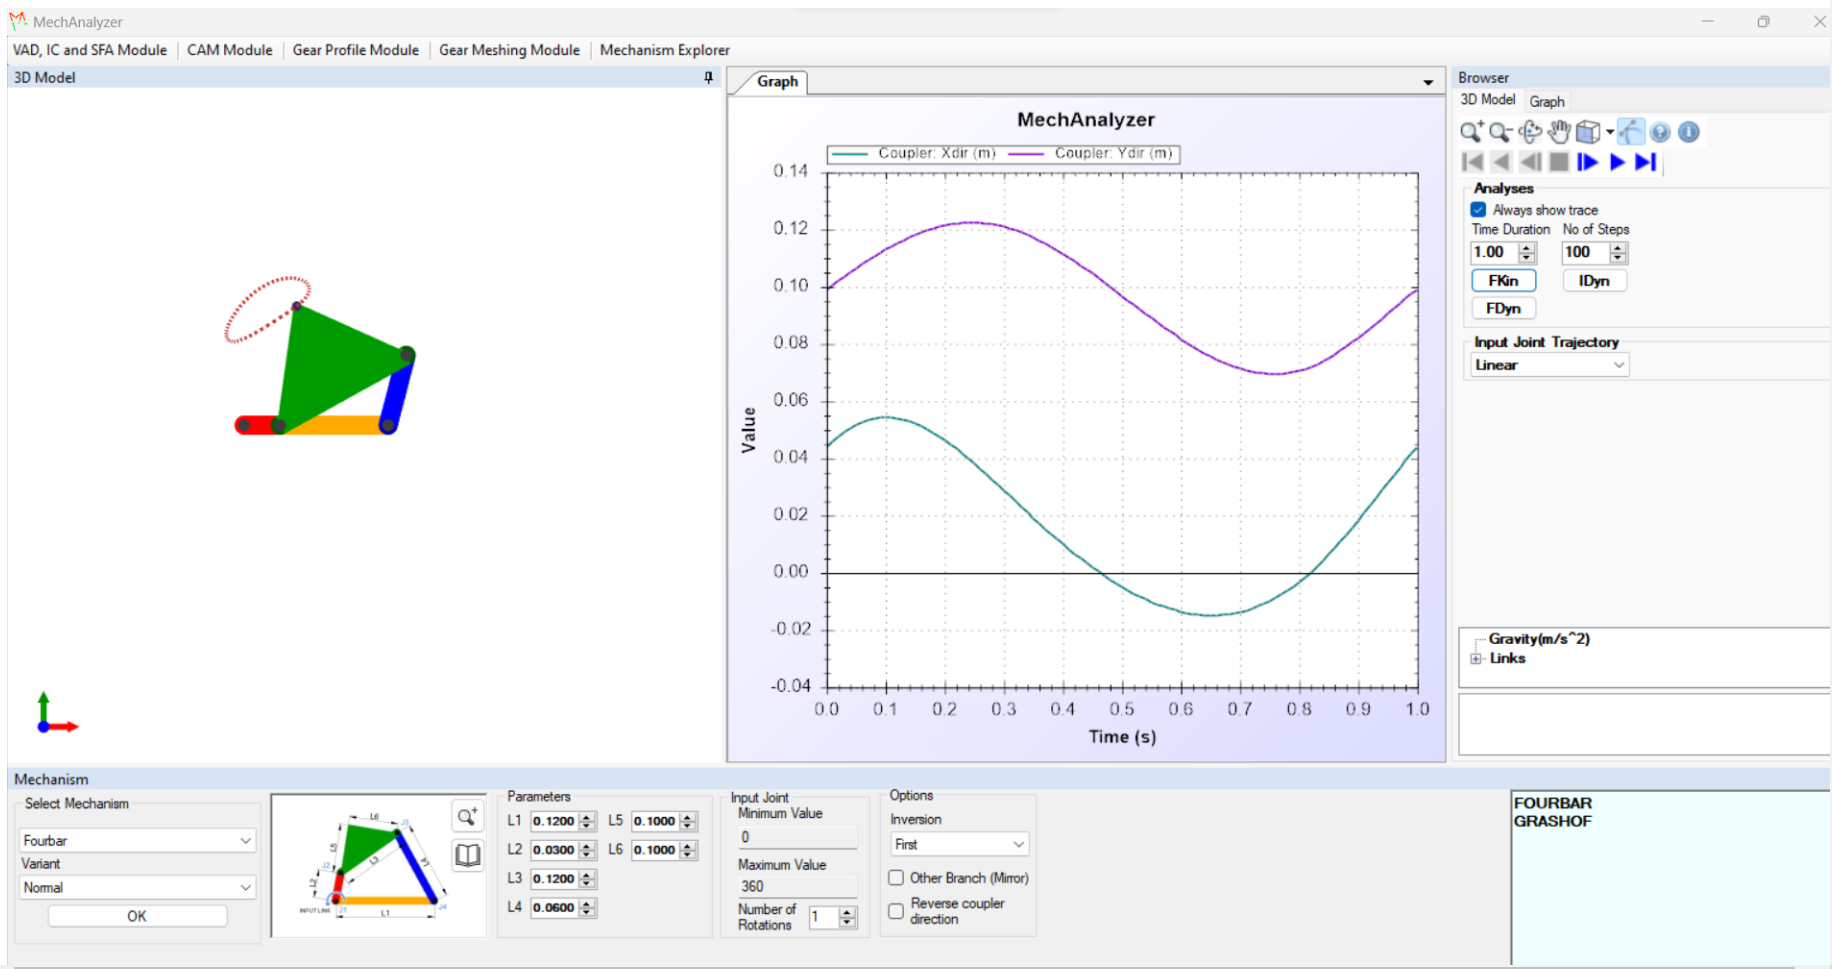 MechAnalyzer
VAD, IC and SFA Module
CAM Module
Gear Profile Module
Gear Meshing Module
Mechanism Explorer
3D Model
Graph
MechAnalyzer
Coupler: Xdir (m)
Coupler: Ydir (m)
0.14
0.12
0.10
0.08
0.06
0.04
0.02
0.00
-0.02
-0.04
Value
0.0 0.1 0.2 0.3 0.4 0.5 0.6 0.7 0.8 0.9 1.0
Time (s)
Browser
3D Model Graph
Analyses
Always show trace
Time Duration No of Steps
1.00 100
FKin IDyn
FDyn
Input Joint Trajectory
Linear
Gravity(m/s^2)
Links
Mechanism
Select Mechanism
Fourbar
Variant
Normal
OK
L6
J3
L5
L3
L4
J2
L2
INPUT LINK
J1
L1
J4
Parameters
L1 0.1200 L5 0.1000
L2 0.0300 L6 0.1000
L3 0.1200
L4 0.0600
Input Joint
Minimum Value
0
Maximum Value
360
Number of
Rotations 1
Options
Inversion
First
Other Branch (Mirror)
Reverse coupler
direction
FOURBAR
GRASHOF